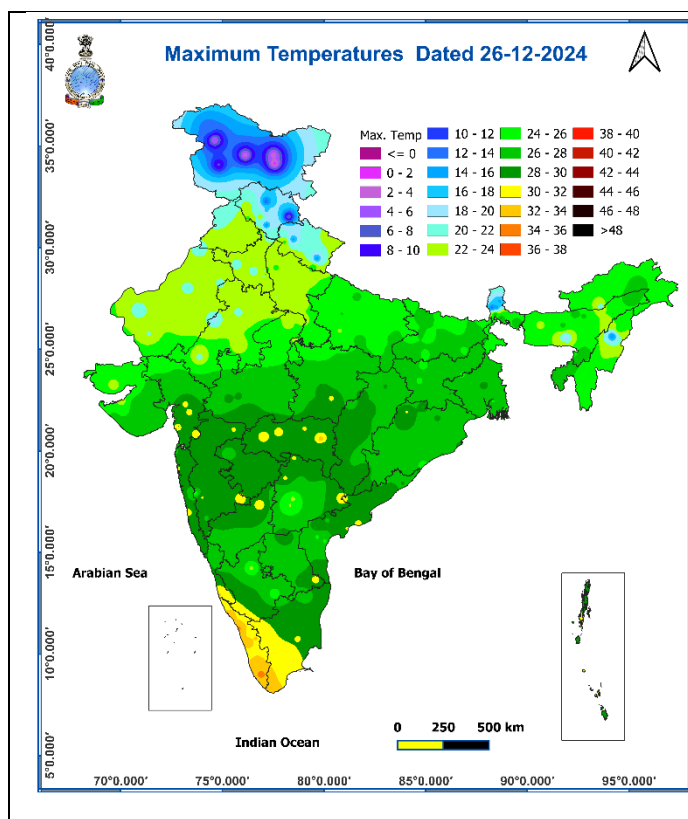 Maximum Temperatures Dated 26-12-2024
Max. Temp
<= 0
0 - 2
2 - 4
4 - 6
6 - 8
8 - 10
10 - 12
12 - 14
14 - 16
16 - 18
18 - 20
20 - 22
22 - 24
24 - 26
26 - 28
28 - 30
30 - 32
32 - 34
34 - 36
36 - 38
38 - 40
40 - 42
42 - 44
44 - 46
46 - 48
>48
40°0.000'
35°0.000'
30°0.000'
25°0.000'
20°0.000'
15°0.000'
10°0.000'
5°0.000'
Arabian Sea
Bay of Bengal
Indian Ocean
0 250 500 km
70°0.000' 75°0.000' 80°0.000' 85°0.000' 90°0.000' 95°0.000'